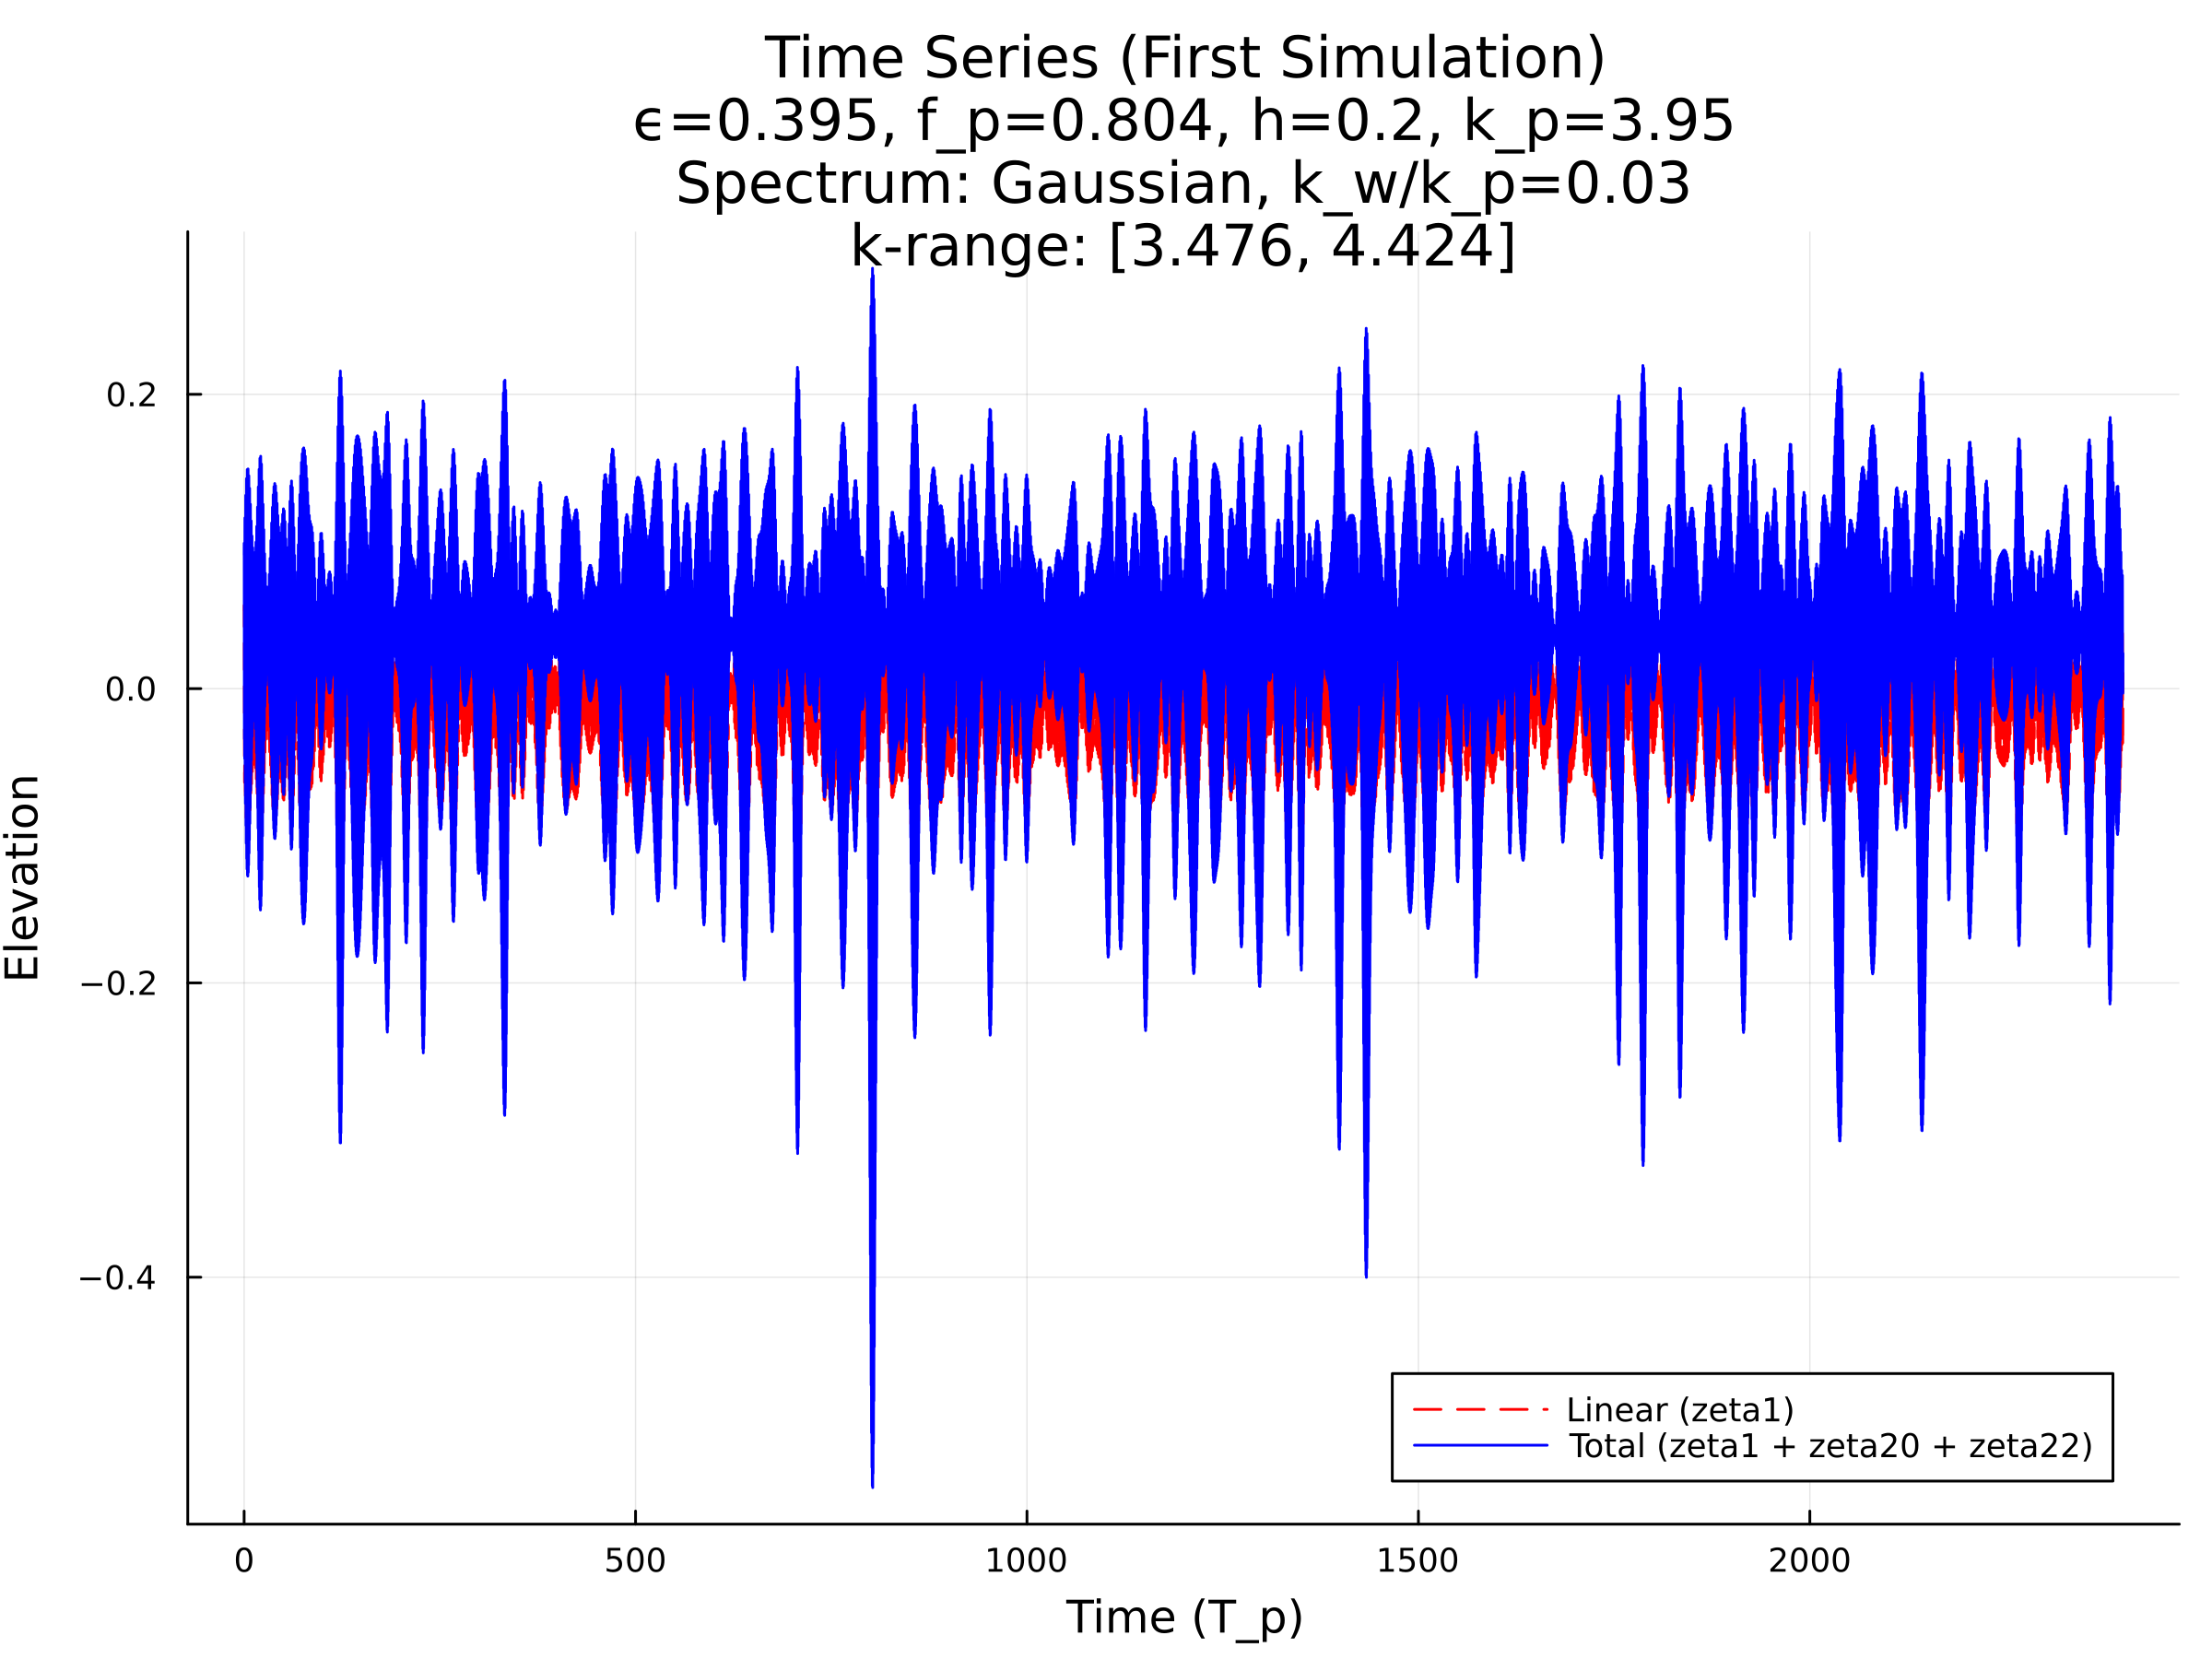 Time Series (First Simulation)
ϵ=0.395, f_p=0.804, h=0.2, k_p=3.95
Spectrum: Gaussian, k_w/k_p=0.03
k-range: [3.476, 4.424]
Elevation
0.2
0.0
−0.2
−0.4
Linear (zeta1)
Total (zeta1 + zeta20 + zeta22)
0
500
1000
1500
2000
Time (T_p)